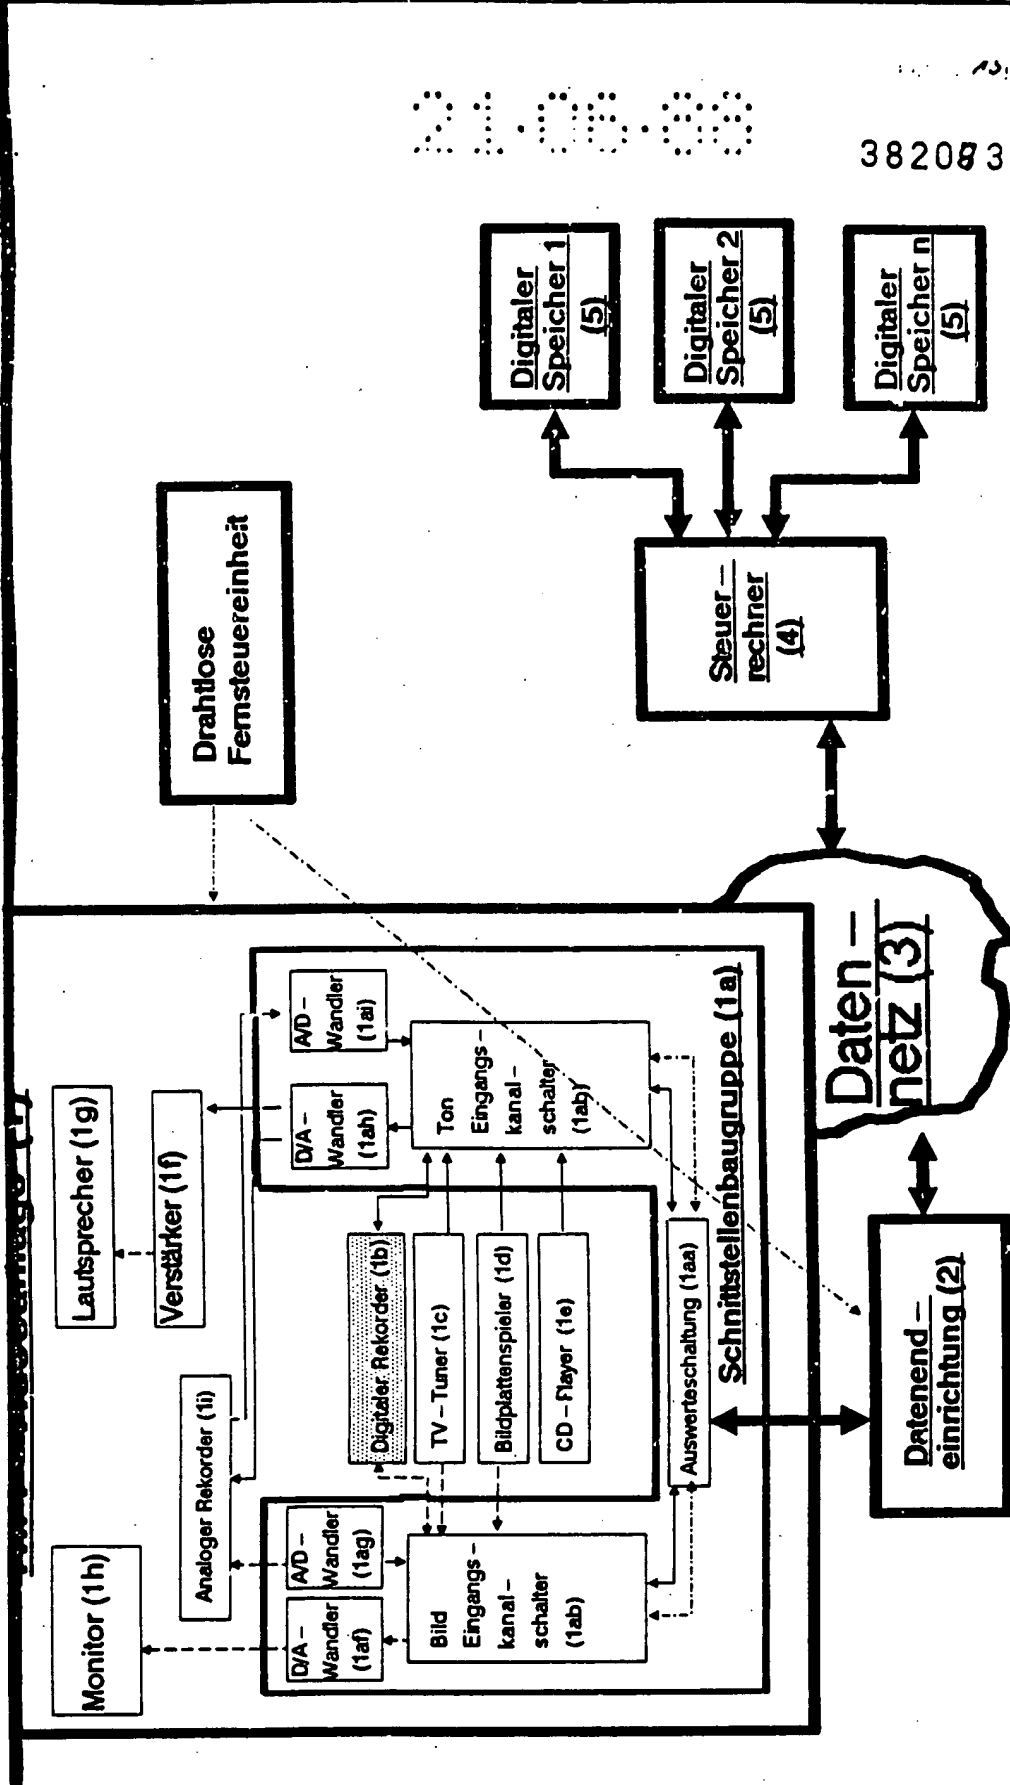 21·06·88
382083
Digitaler
Speicher 1
(5)
Digitaler
Speicher 2
(5)
Digitaler
Speicher n
(5)
Drahtlose
Fernsteuereinheit
Steuer–
rechner
(4)
Daten–
netz (3)
Datenend–
einrichtung (2)
Lautsprecher (1g)
Verstärker (1f)
Analoger Rekorder (1i)
Monitor (1h)
A/D–
Wandler
(1ai)
D/A–
Wandler
(1ah)
Ton
Eingangs–
kanal–
schalter
(1ab)
Digitaler Rekorder (1b)
TV–Tuner (1c)
Bildplattenspieler (1d)
CD–Player (1e)
Auswerteschaltung (1aa)
Schnittstellenbaugruppe (1a)
A/D–
Wandler
(1ag)
D/A–
Wandler
(1af)
Bild
Eingangs–
kanal–
schalter
(1ab)